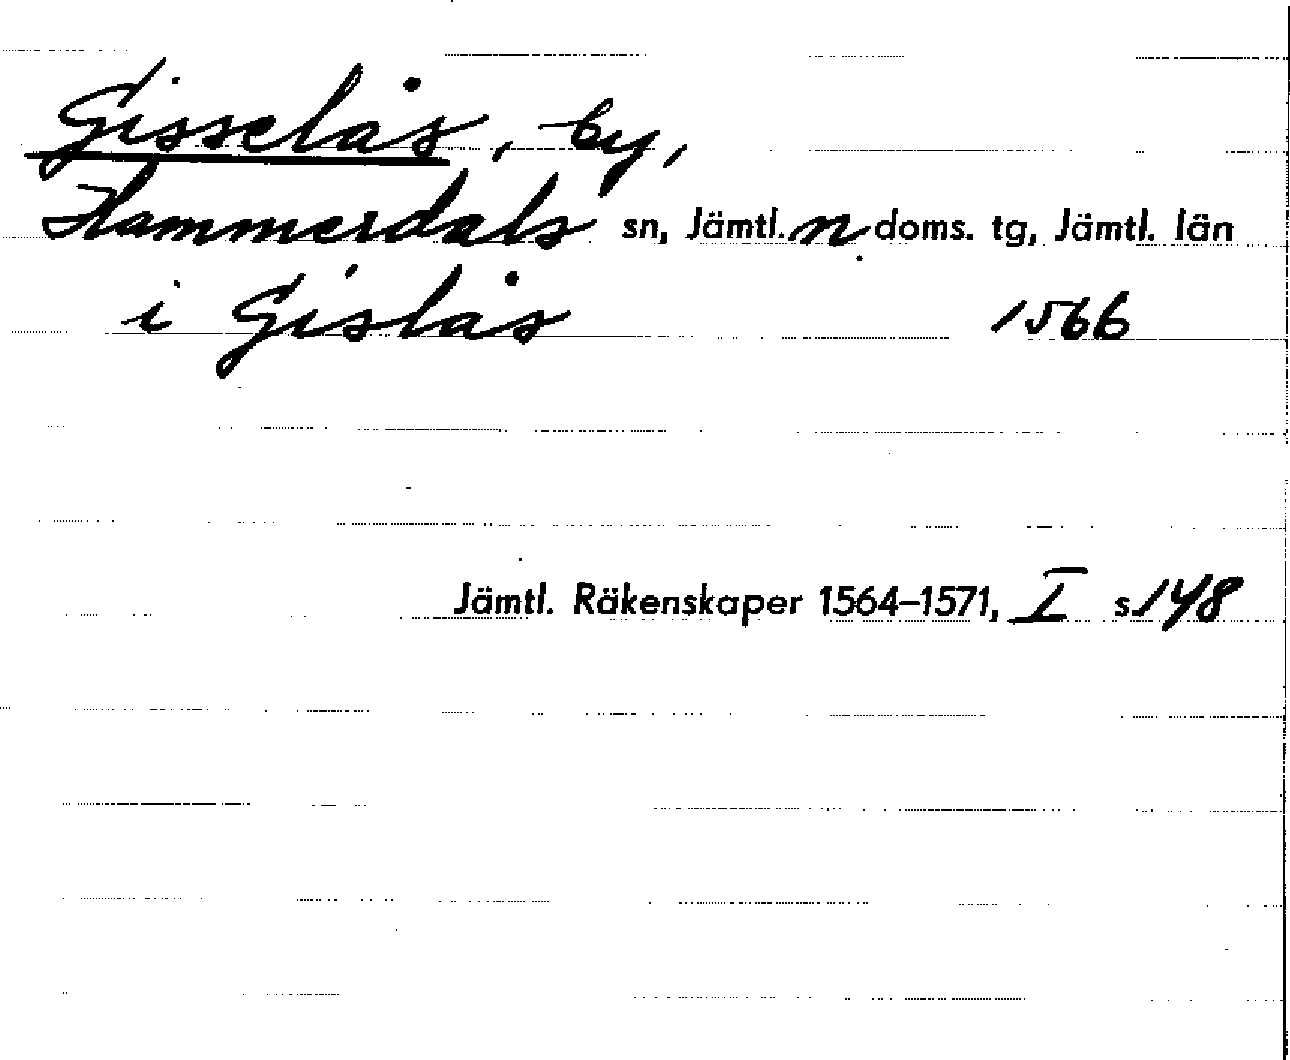 Gisselås, by,
Hammerdals sn, Jämtl. n doms. tg, Jämtl. län
i Gislås 1566
Jämtl. Räkenskaper 1564–1571, I s. 148